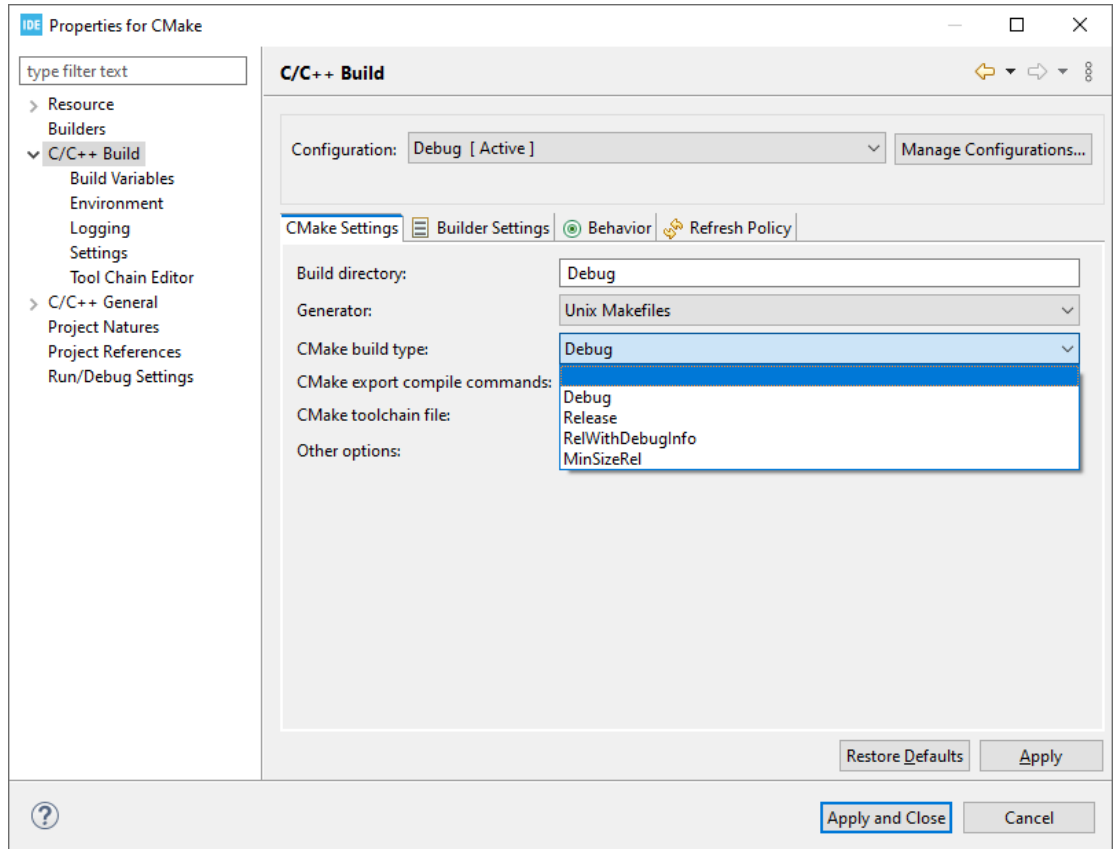 IDE Properties for CMake
type filter text
Resource
Builders
C/C++ Build
Build Variables
Environment
Logging
Settings
Tool Chain Editor
C/C++ General
Project Natures
Project References
Run/Debug Settings
C/C++ Build
Configuration: Debug [ Active ] Manage Configurations...
CMake Settings Builder Settings Behavior Refresh Policy
Build directory: Debug
Generator: Unix Makefiles
CMake build type: Debug
CMake export compile commands:
CMake toolchain file:
Other options:
Debug
Release
RelWithDebugInfo
MinSizeRel
Restore Defaults Apply
? Apply and Close Cancel